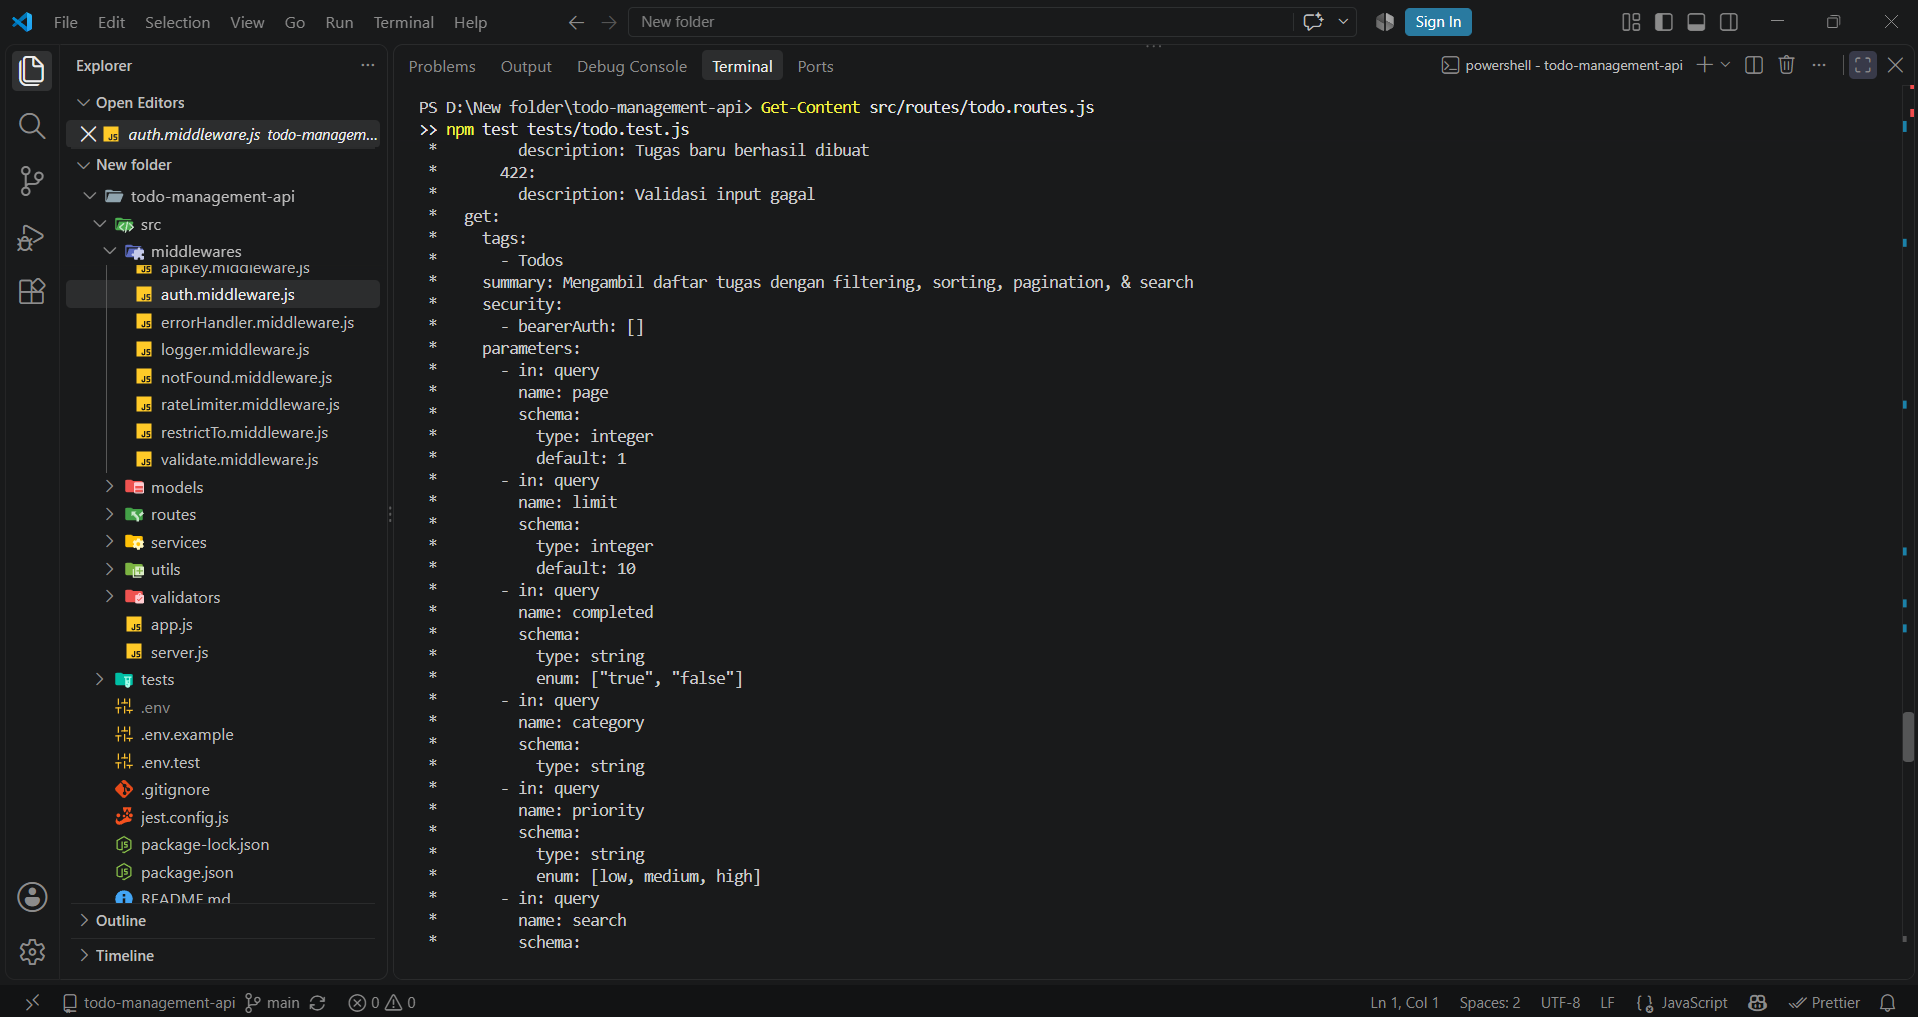 File Edit Selection View Go Run Terminal Help
New folder
Sign In
Explorer
Open Editors
auth.middleware.js todo-managem...
New folder
todo-management-api
src
middlewares
apiKey.middleware.js
auth.middleware.js
errorHandler.middleware.js
logger.middleware.js
notFound.middleware.js
rateLimiter.middleware.js
restrictTo.middleware.js
validate.middleware.js
models
routes
services
utils
validators
app.js
server.js
tests
.env
.env.example
.env.test
.gitignore
jest.config.js
package-lock.json
package.json
README.md
Outline
Timeline
Problems Output Debug Console Terminal Ports
powershell - todo-management-api
PS D:\New folder\todo-management-api> Get-Content src/routes/todo.routes.js
>> npm test tests/todo.test.js
 *         description: Tugas baru berhasil dibuat
 *       422:
 *         description: Validasi input gagal
 *   get:
 *     tags:
 *       - Todos
 *     summary: Mengambil daftar tugas dengan filtering, sorting, pagination, & search
 *     security:
 *       - bearerAuth: []
 *     parameters:
 *       - in: query
 *         name: page
 *         schema:
 *           type: integer
 *           default: 1
 *       - in: query
 *         name: limit
 *         schema:
 *           type: integer
 *           default: 10
 *       - in: query
 *         name: completed
 *         schema:
 *           type: string
 *           enum: ["true", "false"]
 *       - in: query
 *         name: category
 *         schema:
 *           type: string
 *       - in: query
 *         name: priority
 *         schema:
 *           type: string
 *           enum: [low, medium, high]
 *       - in: query
 *         name: search
 *         schema:
todo-management-api main 0 0
Ln 1, Col 1 Spaces: 2 UTF-8 LF JavaScript Prettier